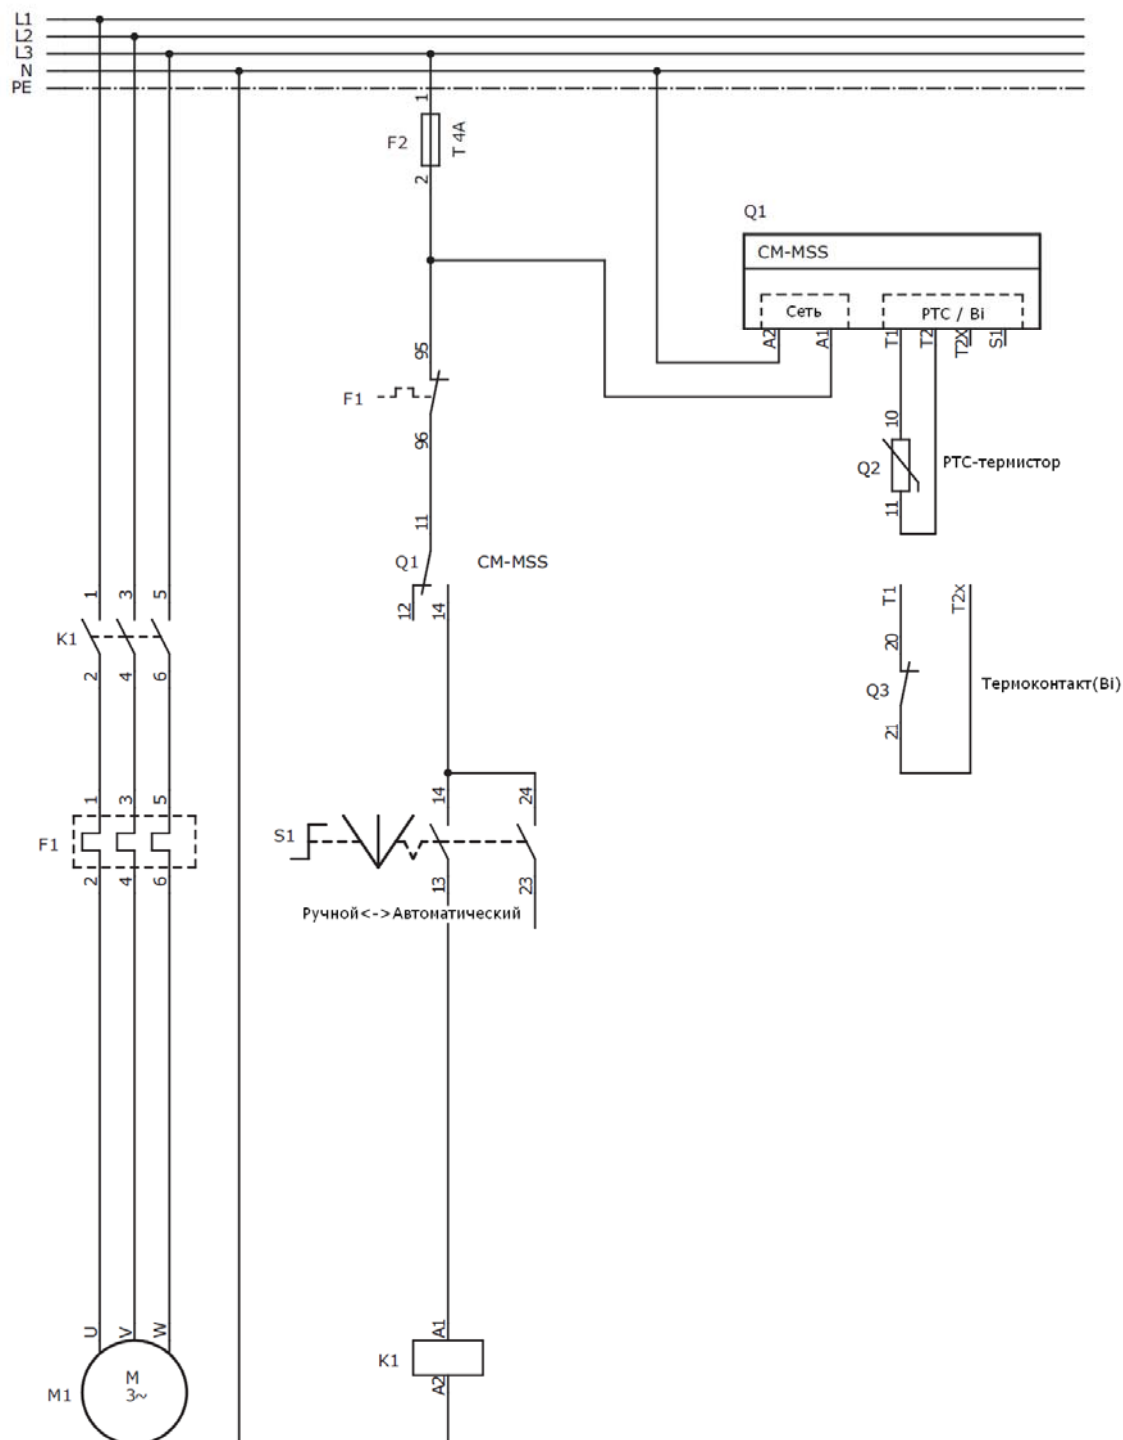 L1
L2
L3
N
PE
1
F2
T 4A
2
Q1
CM-MSS
Сеть
PTC / Bi
A2
A1
T1
T2
T2X
S1
95
F1
96
10
Q2
PTC-термистор
11
11
Q1
CM-MSS
12
14
1
3
5
K1
2
4
6
T1
T2x
20
Q3
Термоконтакт(Bi)
21
1
3
5
F1
2
4
6
14
24
S1
13
23
Ручной<->Автоматический
U
V
W
M1
M
3~
A1
K1
A2